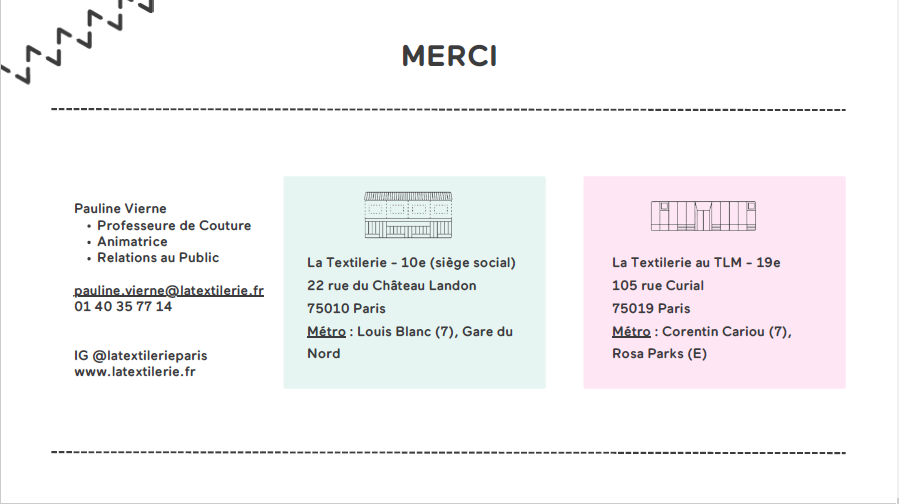 MERCI
Pauline Vierne
• Professeure de Couture
• Animatrice
• Relations au Public
pauline.vierne@latextilerie.fr
01 40 35 77 14
IG @latextilerieparis
www.latextilerie.fr
La Textilerie - 10e (siège social)
22 rue du Château Landon
75010 Paris
Métro : Louis Blanc (7), Gare du
Nord
La Textilerie au TLM - 19e
105 rue Curial
75019 Paris
Métro : Corentin Cariou (7),
Rosa Parks (E)